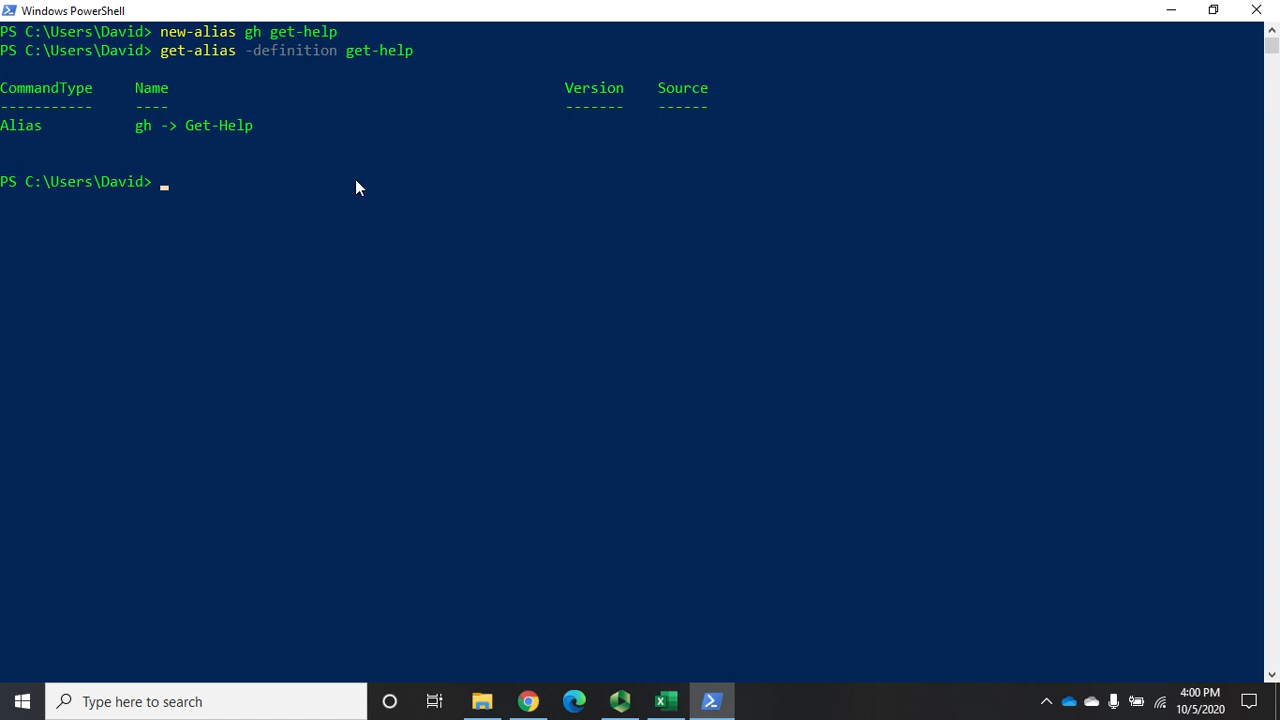 Windows PowerShell
PS C:\Users\David> new-alias gh get-help
PS C:\Users\David> get-alias -definition get-help
CommandType Name Version Source
----------- ---- ------- ------
Alias gh -> Get-Help
PS C:\Users\David>
Type here to search
4:00 PM
10/5/2020